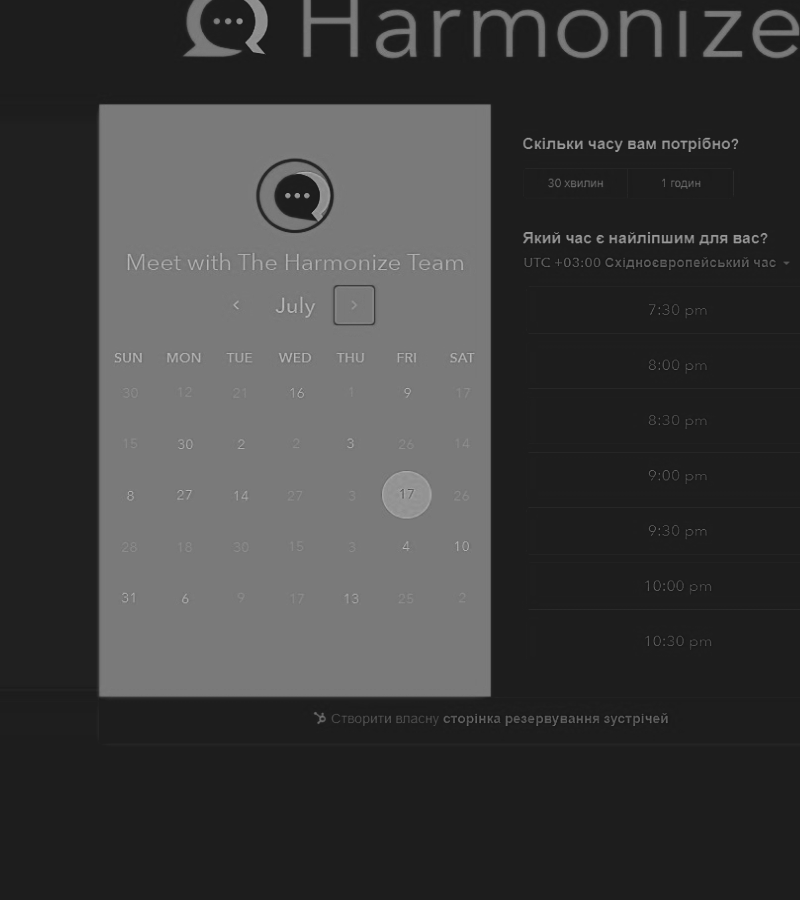 Harmonize
Meet with The Harmonize Team
July
SUN MON TUE WED THU FRI SAT
30 12 21 16 1 9 17
15 30 2 2 3 26 14
8 27 14 27 3 17 26
28 18 30 15 3 4 10
31 6 9 17 13 25 2
Скільки часу вам потрібно?
30 хвилин 1 годин
Який час є найліпшим для вас?
UTC +03:00 Східноєвропейський час
7:30 pm
8:00 pm
8:30 pm
9:00 pm
9:30 pm
10:00 pm
10:30 pm
Створити власну сторінка резервування зустрічей